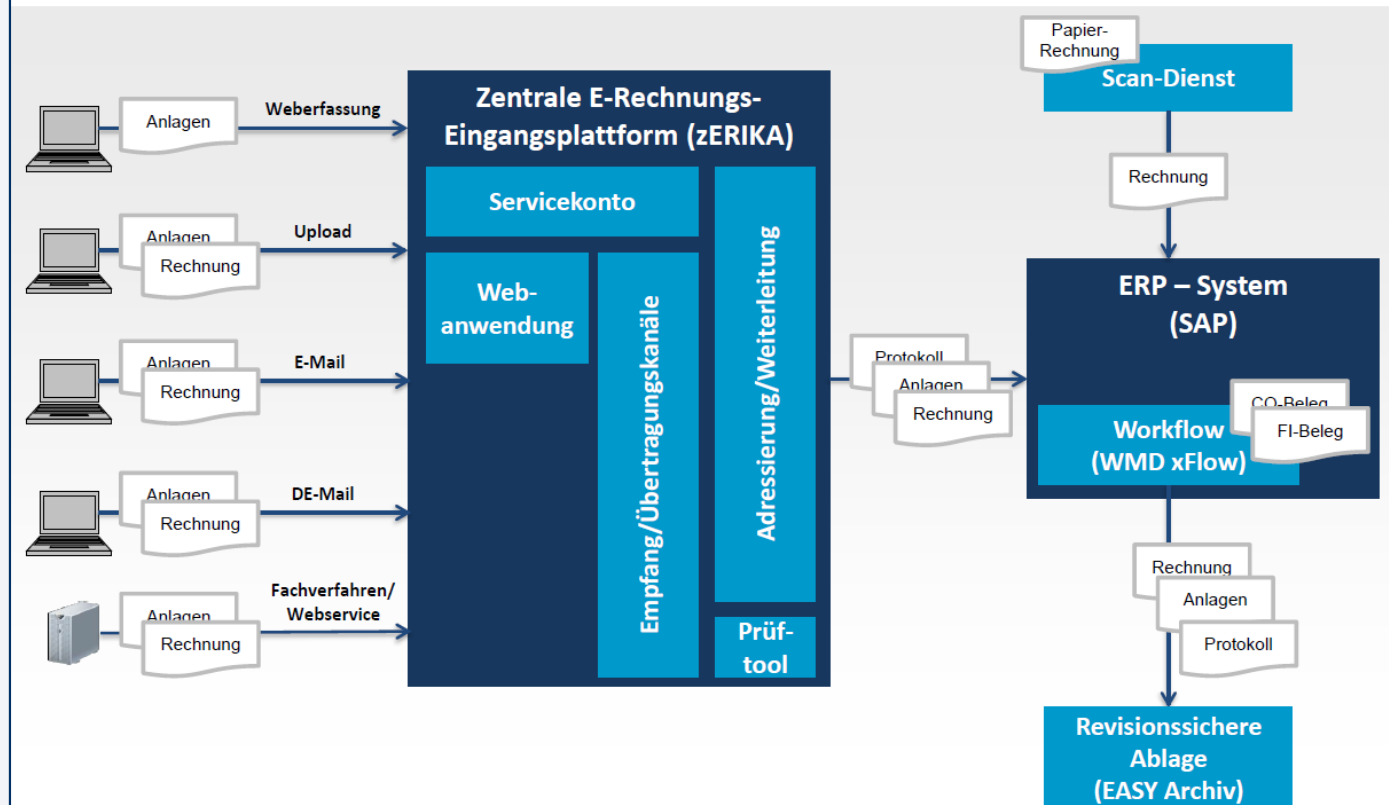 Papier-
Rechnung
Scan-Dienst
Rechnung
Anlagen
Weberfassung
Anlagen
Rechnung
Upload
Anlagen
Rechnung
E-Mail
Anlagen
Rechnung
DE-Mail
Anlagen
Rechnung
Fachverfahren/
Webservice
Zentrale E-Rechnungs-
Eingangsplattform (zERIKA)
Servicekonto
Web-
anwendung
Empfang/Übertragungskanäle
Adressierung/Weiterleitung
Prüf-
tool
Protokoll
Anlagen
Rechnung
ERP – System
(SAP)
CO-Beleg
FI-Beleg
Workflow
(WMD xFlow)
Rechnung
Anlagen
Protokoll
Revisionssichere
Ablage
(EASY Archiv)